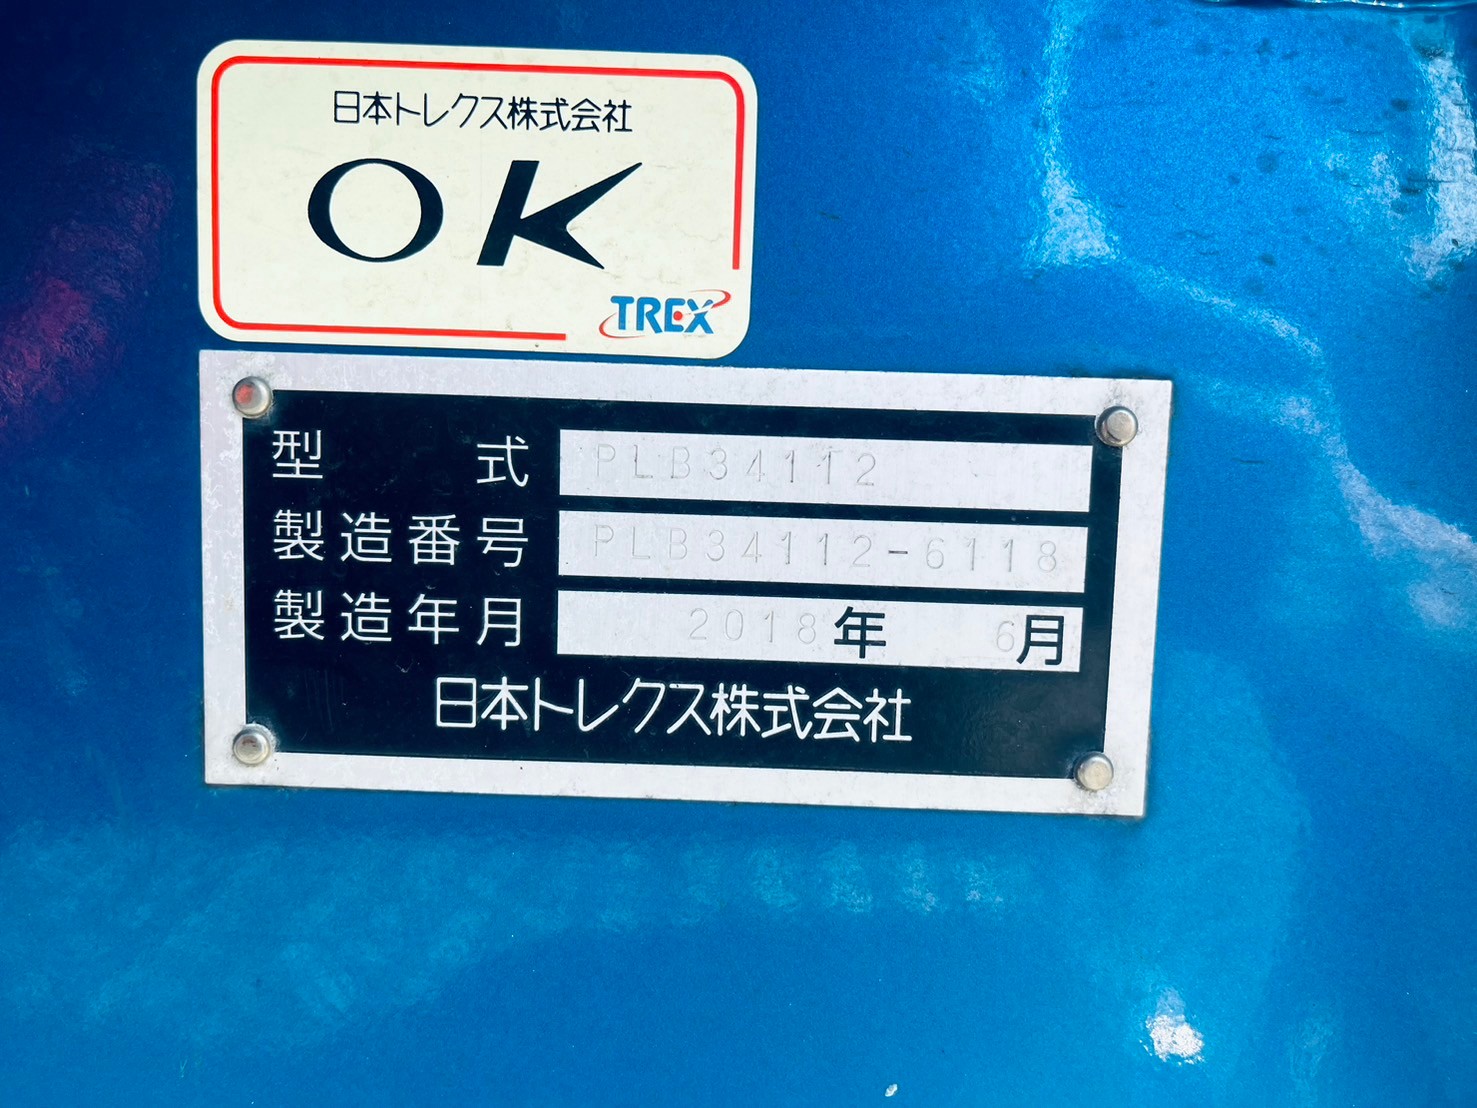 日本トレクス株式会社
OK
TREX
型式 PLB34112
製造番号 PLB34112-6118
製造年月 2018年 6月
日本トレクス株式会社